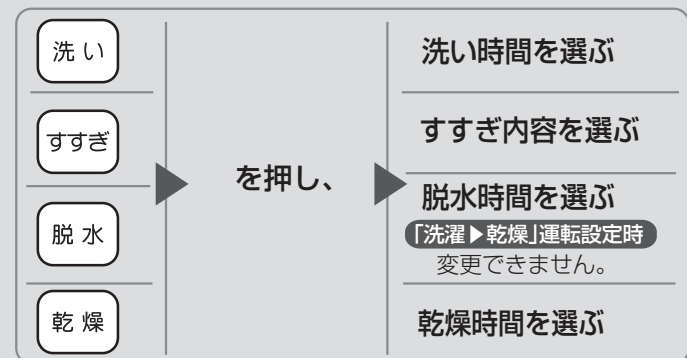 洗い
すすぎ
脱水
乾燥
を押し、
洗い時間を選ぶ
すすぎ内容を選ぶ
脱水時間を選ぶ
「洗濯▶乾燥」運転設定時
変更できません。
乾燥時間を選ぶ